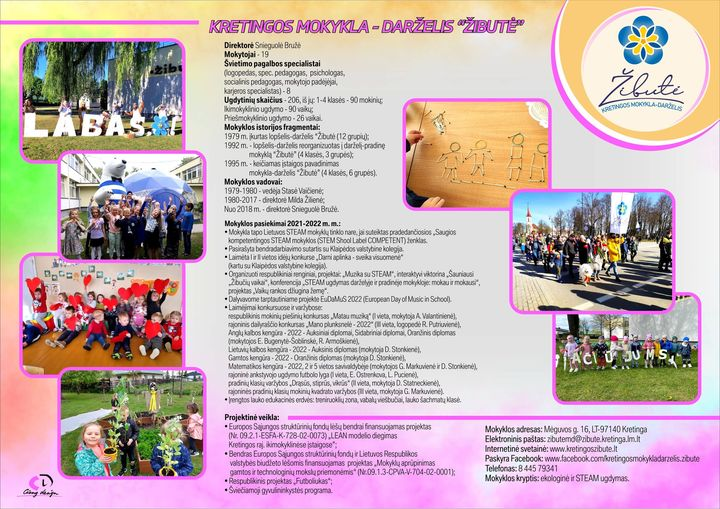 KRETINGOS MOKYKLA - DARŽELIS "ŽIBUTĖ"
Direktorė Snieguolė Bružė
Mokytojai - 19
Švietimo pagalbos specialistai
(logopedas, spec. pedagogas, psichologas,
socialinis pedagogas, mokytojo padėjėjai,
karjeros specialistas) - 8
Ugdytinių skaičius - 206, iš jų: 1-4 klasės - 90 mokinių;
Ikimokyklinio ugdymo - 90 vaikų;
Priešmokyklinio ugdymo - 26 vaikai.
Mokyklos istorijos fragmentai:
1979 m. įkurtas lopšelis-darželis "Žibutė (12 grupių);
1992 m. - lopšelis-darželis reorganizuotas į darželį-pradinę
mokyklą "Žibutė" (4 klasės, 3 grupės);
1995 m. - keičiamas įstaigos pavadinimas
mokykla-darželis "Žibutė" (4 klasės, 6 grupės).
Mokyklos vadovai:
1979-1980 - vedėja Stasė Vaičienė;
1980-2017 - direktorė Milda Žilienė;
Nuo 2018 m. - direktorė Snieguolė Bružė.
Mokyklos pasiekimai 2021-2022 m. m.:
• Mokykla tapo Lietuvos STEAM mokyklų tinklo nare, jai suteiktas pradedančiosios „Saugios
kompetentingos STEAM mokyklos (STEM Shool Label COMPETENT) ženklas.
• Pasirašyta bendradarbiavimo sutartis su Klaipėdos valstybine kolegija.
• Laimėta I ir II vietos idėjų konkurse „Darni aplinka - sveika visuomenė"
(kartu su Klaipėdos valstybine kolegija).
• Organizuoti respublikiniai renginiai, projektai: „Muzika su STEAM", interaktyvi viktorina „Šauniausi
„Žibučių vaikai", konferencija „STEAM ugdymas darželyje ir pradinėje mokykloje: mokau ir mokausi",
projektas „Vaikų rankos džiugina žemę".
• Dalyvavome tarptautiniame projekte EuDaMuS 2022 (European Day of Music in School).
• Laimėjimai konkursuose ir varžybose:
respublikinis mokinių piešinių konkursas „Matau muziką" (I vieta, mokytoja A. Valantinienė),
rajoninis dailyraščio konkursas „Mano plunksnelė - 2022" (III vieta, logopedė R. Putriuvienė),
Anglų kalbos kengūra - 2022 - Auksiniai diplomai, Sidabriniai diplomai, Oranžinis diplomas
(mokytojos E. Bugenytė-Šoblinskė, R. Armoškienė),
Lietuvių kalbos kengūra - 2022 - Auksinis diplomas (mokytoja D. Stonkienė),
Gamtos kengūra - 2022 - Oranžinis diplomas (mokytoja D. Stonkienė),
Matematikos kengūra - 2022, 2 ir 5 vietos savivaldybėje (mokytojos G. Markuvienė ir D. Stonkienė),
rajoninė ankstyvojo ugdymo futbolo lyga (I vieta, E. Ostrenkova, L. Pucienė),
pradinių klasių varžybos „Drąsūs, stiprūs, vikrūs" (II vieta, mokytoja D. Statneckienė),
rajoninės pradinių klasių mokinių kvadrato varžybos (III vieta, mokytoja G. Markuvienė).
• Įrengtos lauko edukacinės erdvės: treniruoklių zona, vabalų viešbučiai, lauko šachmatų klasė.
Projektinė veikla:
• Europos Sąjungos struktūrinių fondų lėšų bendrai finansuojamas projektas
(Nr. 09.2.1-ESFA-K-728-02-0073) „LEAN modelio diegimas
Kretingos raj. ikimokyklinėse įstaigose";
• Bendras Europos Sąjungos struktūrinių fondų ir Lietuvos Respublikos
valstybės biudžeto lėšomis finansuojamas projektas „Mokyklų aprūpinimas
gamtos ir technologinių mokslų priemonėmis" (Nr.09.1.3-CPVA-V-704-02-0001);
• Respublikinis projektas „Futboliukas";
• Šviečiamoji gyvulininkystės programa.
Žibutė
KRETINGOS MOKYKLA-DARŽELIS
LABAS
Mokyklos adresas: Mėguvos g. 16, LT-97140 Kretinga
Elektroninis paštas: zibutemd@zibute.kretinga.lm.lt
Internetinė svetainė: www.kretingoszibute.lt
Paskyra Facebook: www.facebook.com/kretingosmokykladarzelis.zibute
Telefonas: 8 445 79341
Mokyklos kryptis: ekologinė ir STEAM ugdymas.